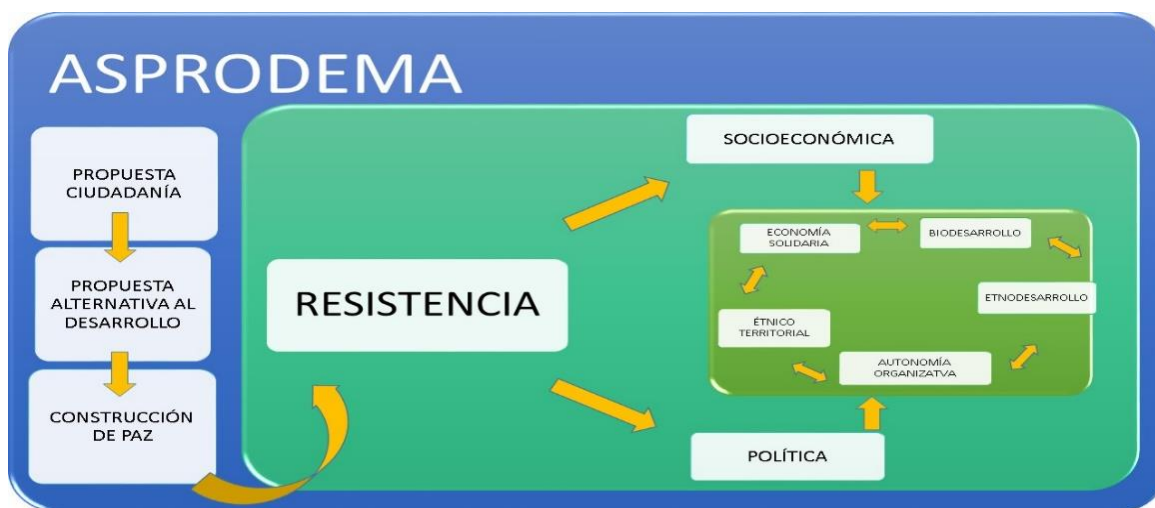 ASPRODEMA
PROPUESTA
CIUDADANÍA
PROPUESTA
ALTERNATIVA AL
DESARROLLO
CONSTRUCCIÓN
DE PAZ
RESISTENCIA
SOCIOECONÓMICA
ECONOMÍA
SOLIDARIA
BIODESARROLLO
ETNODESARROLLO
ÉTNICO
TERRITORIAL
AUTONOMÍA
ORGANIZATVA
POLÍTICA